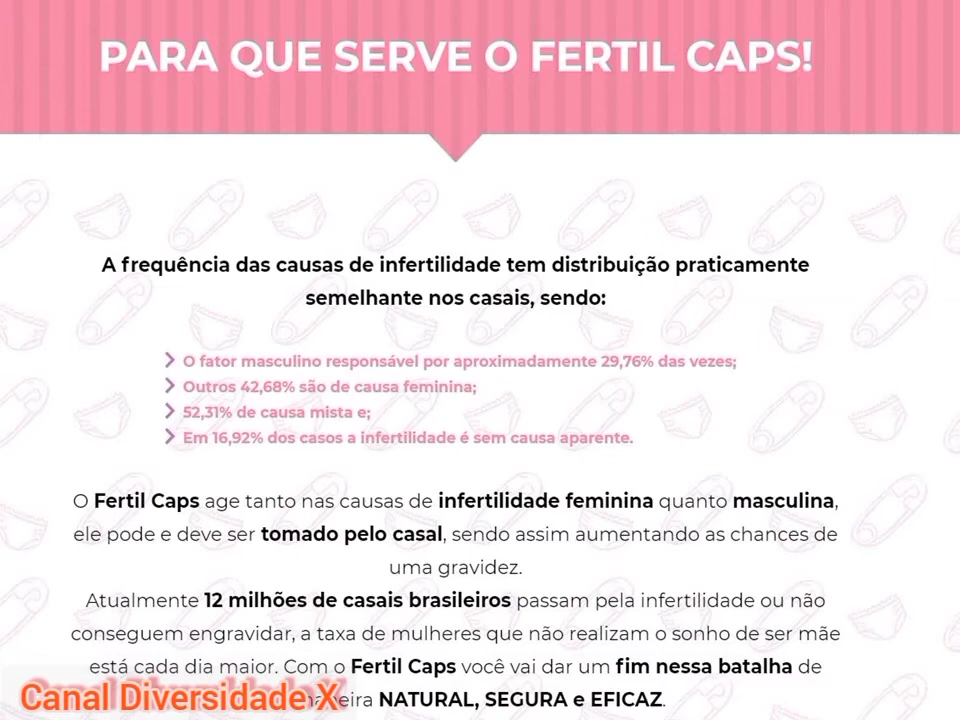 PARA QUE SERVE O FERTIL CAPS!
A frequência das causas de infertilidade tem distribuição praticamente
semelhante nos casais, sendo:
O fator masculino responsável por aproximadamente 29,76% das vezes;
Outros 42,68% são de causa feminina;
52,31% de causa mista e;
Em 16,92% dos casos a infertilidade é sem causa aparente.
O Fertil Caps age tanto nas causas de infertilidade feminina quanto masculina,
ele pode e deve ser tomado pelo casal, sendo assim aumentando as chances de
uma gravidez.
Atualmente 12 milhões de casais brasileiros passam pela infertilidade ou não
conseguem engravidar, a taxa de mulheres que não realizam o sonho de ser mãe
está cada dia maior. Com o Fertil Caps você vai dar um fim nessa batalha de
NATURAL, SEGURA e EFICAZ.
Canal Diversidade X